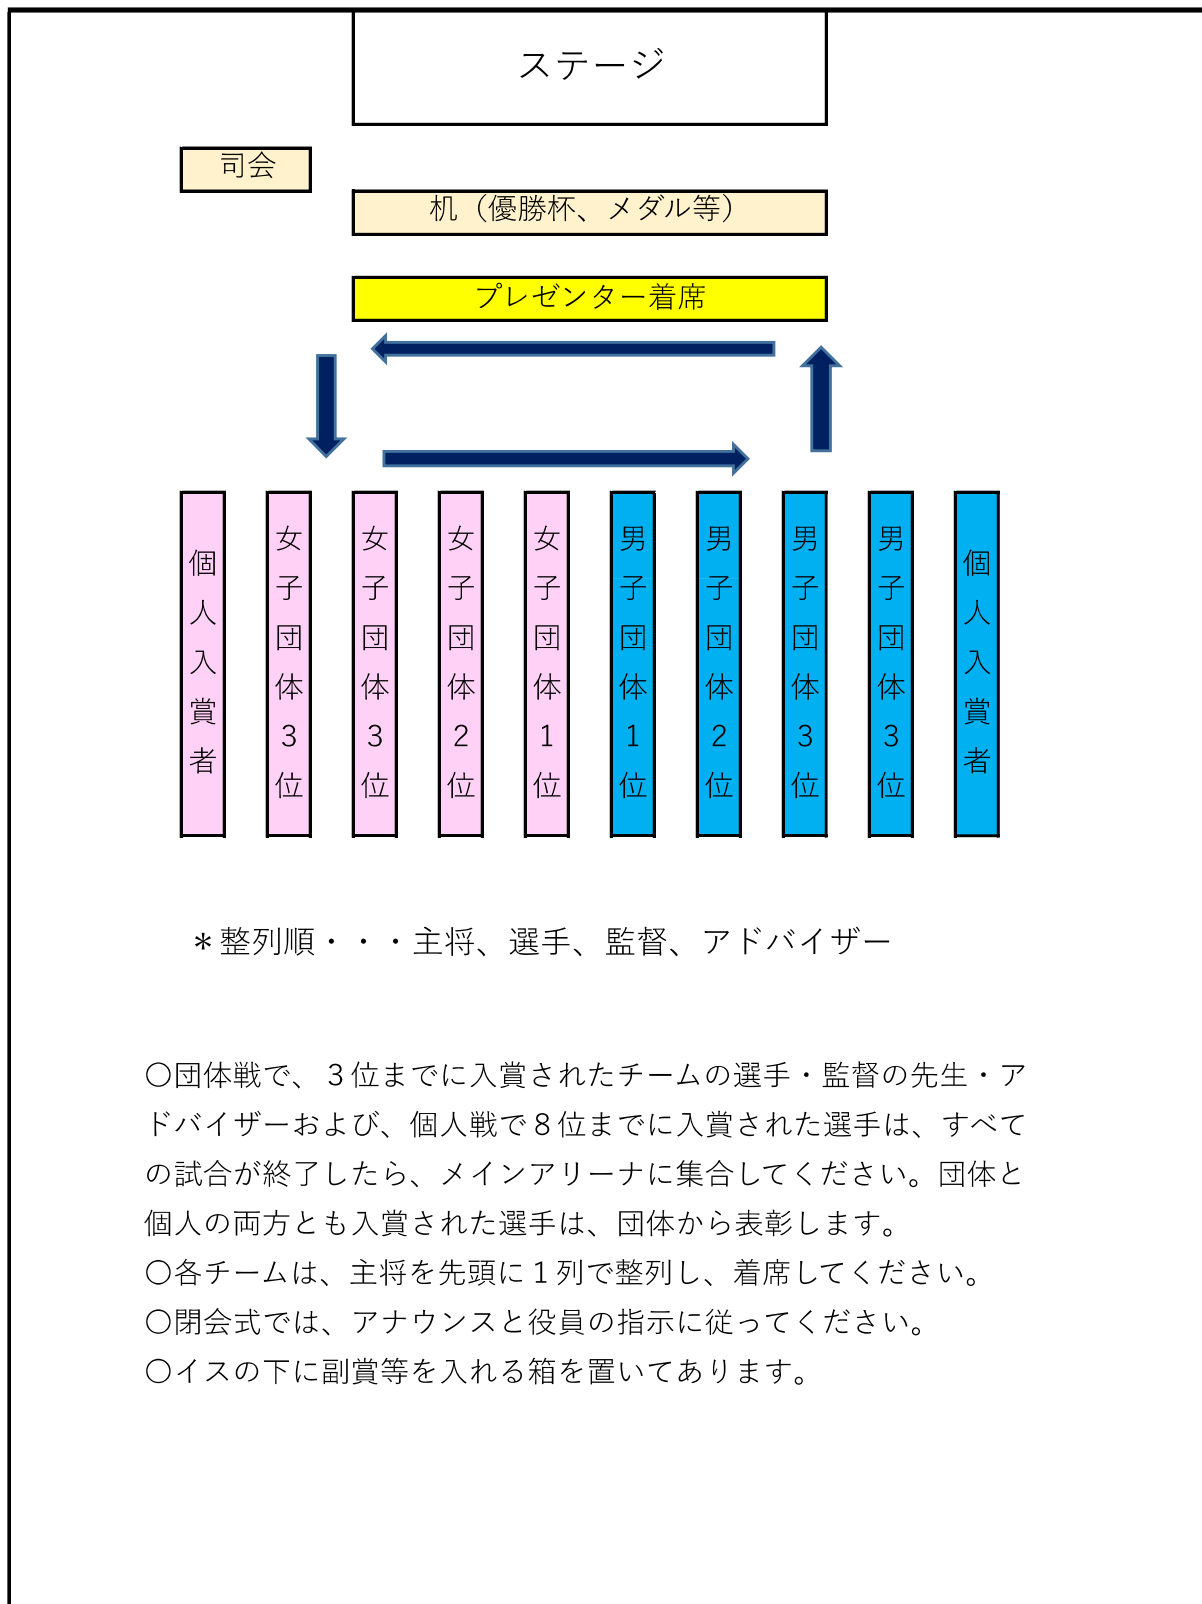 ステージ
司会
机（優勝杯、メダル等）
プレゼンター着席
個人入賞者
女子団体３位
女子団体３位
女子団体２位
女子団体１位
男子団体１位
男子団体２位
男子団体３位
男子団体３位
個人入賞者
＊整列順・・・主将、選手、監督、アドバイザー
〇団体戦で、３位までに入賞されたチームの選手・監督の先生・ア
ドバイザーおよび、個人戦で８位までに入賞された選手は、すべて
の試合が終了したら、メインアリーナに集合してください。団体と
個人の両方とも入賞された選手は、団体から表彰します。
〇各チームは、主将を先頭に１列で整列し、着席してください。
〇閉会式では、アナウンスと役員の指示に従ってください。
〇イスの下に副賞等を入れる箱を置いてあります。